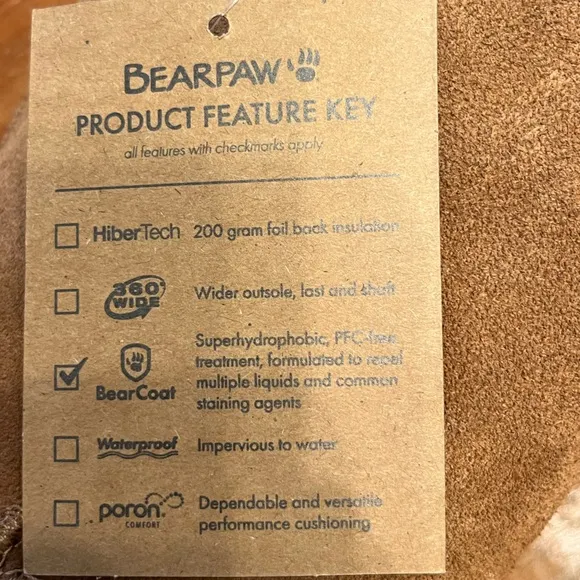 BEARPAW
PRODUCT FEATURE KEY
all features with checkmarks apply
HiberTech 200 gram foil back insulation
360°
WIDE
Wider outsole, last and shaft
BearCoat
Superhydrophobic, PFC-free
treatment, formulated to repel
multiple liquids and common
staining agents
Waterproof Impervious to water
poron
COMFORT
Dependable and versatile
performance cushioning